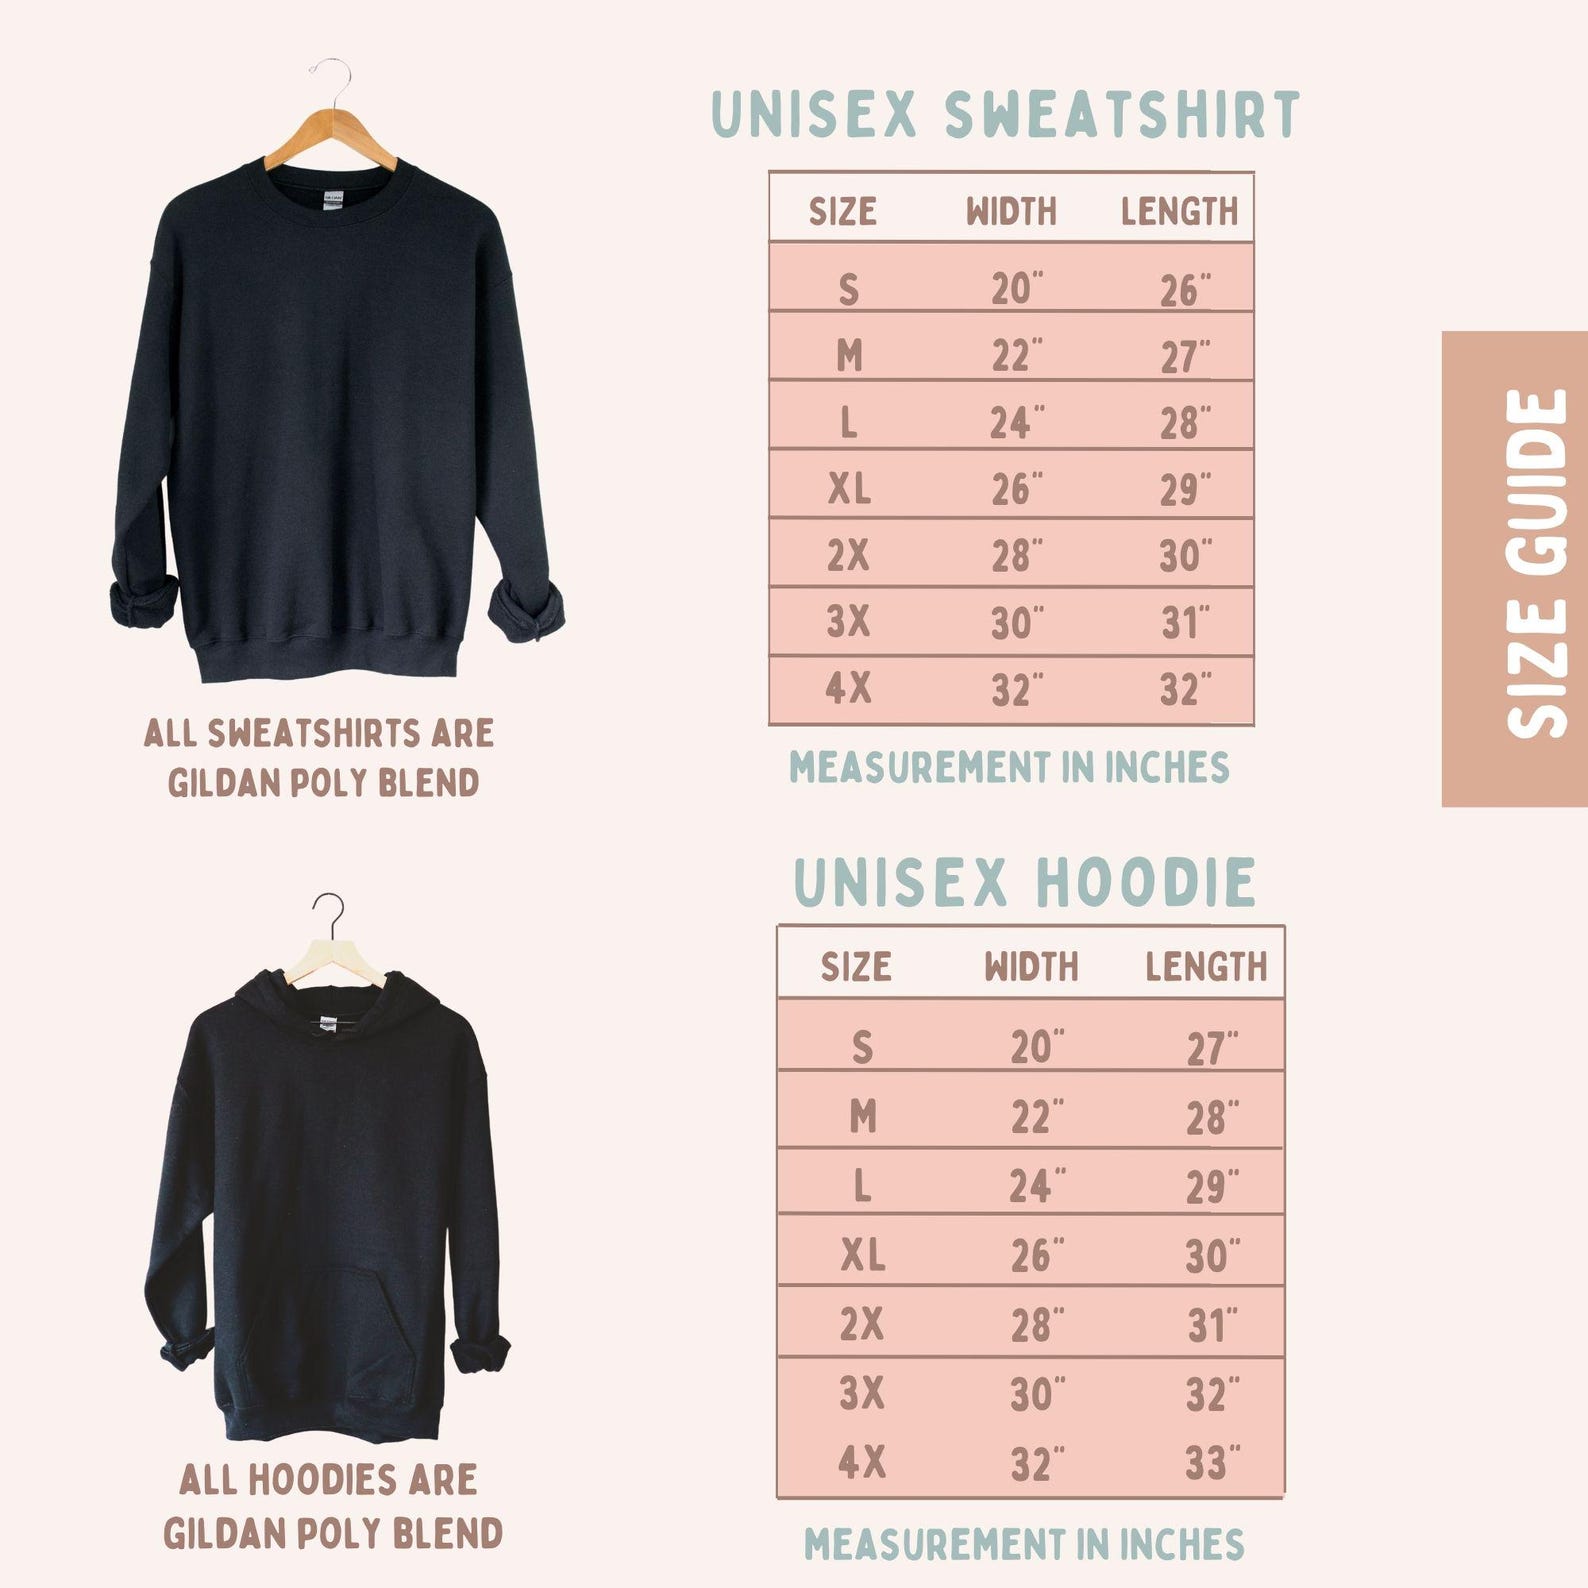 UNISEX SWEATSHIRT
SIZE WIDTH LENGTH
S 20" 26"
M 22" 27"
L 24" 28"
XL 26" 29"
2X 28" 30"
3X 30" 31"
4X 32" 32"
MEASUREMENT IN INCHES
ALL SWEATSHIRTS ARE
GILDAN POLY BLEND
SIZE GUIDE
UNISEX HOODIE
SIZE WIDTH LENGTH
S 20" 27"
M 22" 28"
L 24" 29"
XL 26" 30"
2X 28" 31"
3X 30" 32"
4X 32" 33"
MEASUREMENT IN INCHES
ALL HOODIES ARE
GILDAN POLY BLEND